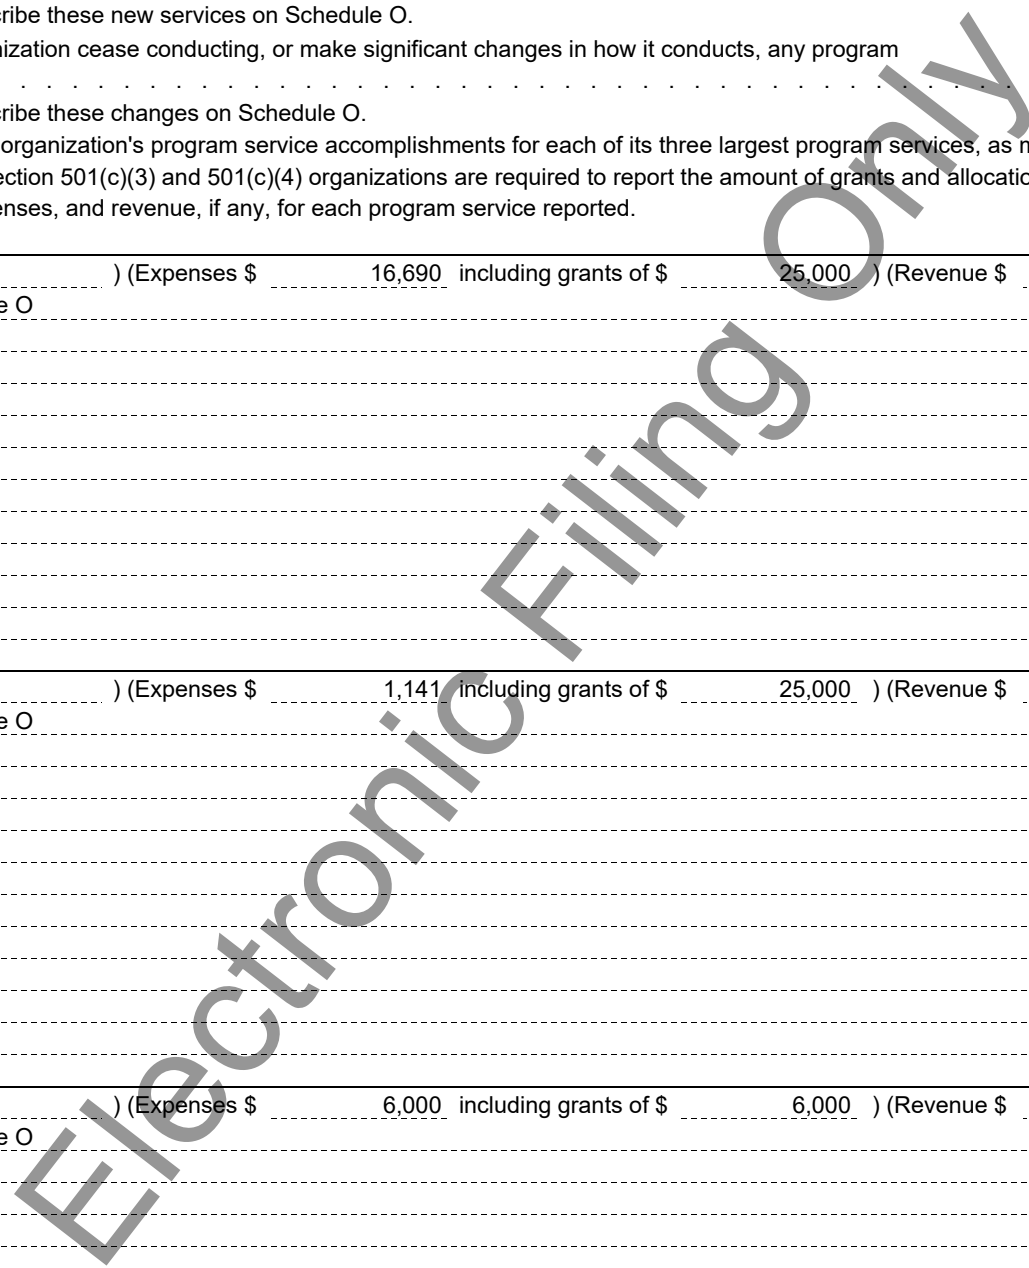 cribe these new services on Schedule O.
nization cease conducting, or make significant changes in how it conducts, any program
. . . . . . . . . . . . . . . . . . . . . . . . . . . . . . . . . . . . . . .
cribe these changes on Schedule O.
organization's program service accomplishments for each of its three largest program services, as m
ection 501(c)(3) and 501(c)(4) organizations are required to report the amount of grants and allocatio
enses, and revenue, if any, for each program service reported.
) (Expenses $ 16,690 including grants of $ 25,000 ) (Revenue $
e O
) (Expenses $ 1,141 including grants of $ 25,000 ) (Revenue $
e O
) (Expenses $ 6,000 including grants of $ 6,000 ) (Revenue $
e O
Electronic Filing Only